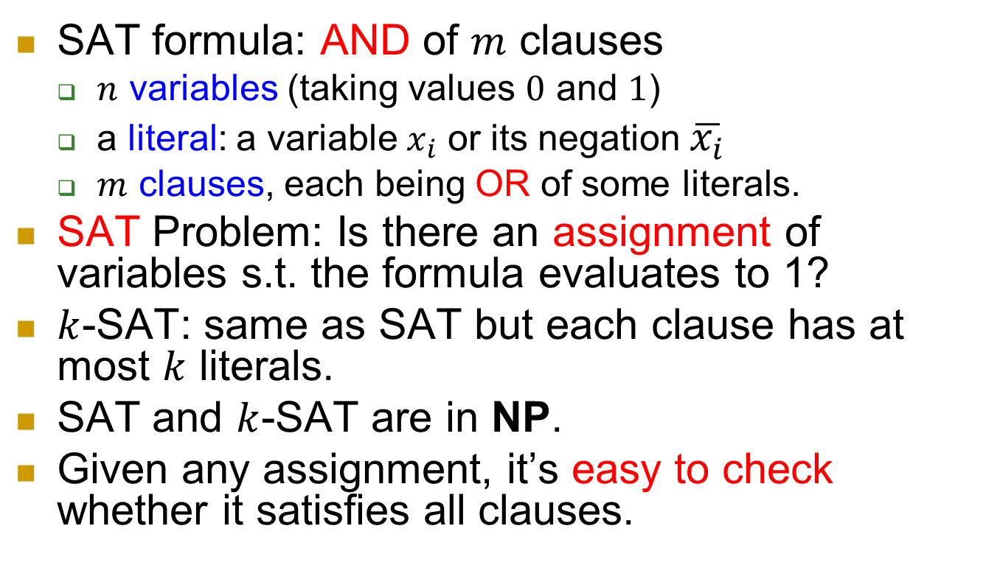 SAT formula: AND of m clauses
n variables (taking values 0 and 1)
a literal: a variable xᵢ or its negation x̅ᵢ
m clauses, each being OR of some literals.
SAT Problem: Is there an assignment of
variables s.t. the formula evaluates to 1?
k-SAT: same as SAT but each clause has at
most k literals.
SAT and k-SAT are in NP.
Given any assignment, it’s easy to check
whether it satisfies all clauses.